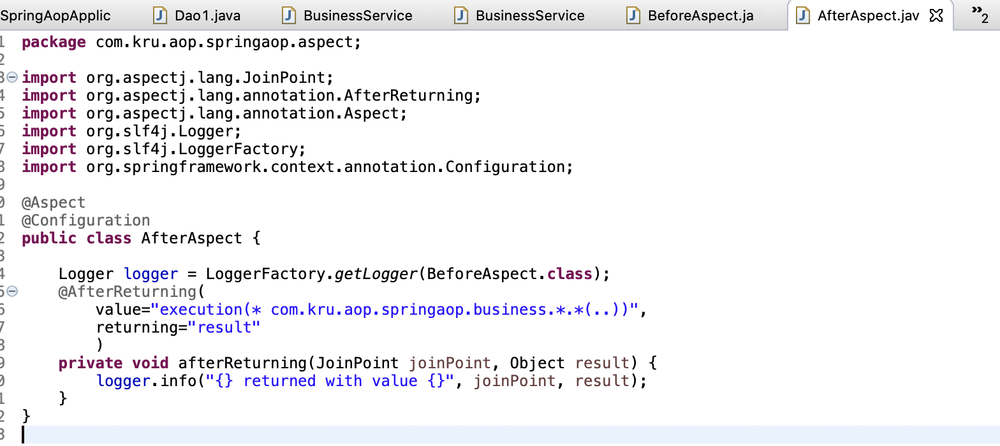 SpringAopApplic Dao1.java BusinessService BusinessService BeforeAspect.ja AfterAspect.jav »2
1 package com.kru.aop.springaop.aspect;
2
3 import org.aspectj.lang.JoinPoint;
4 import org.aspectj.lang.annotation.AfterReturning;
5 import org.aspectj.lang.annotation.Aspect;
6 import org.slf4j.Logger;
7 import org.slf4j.LoggerFactory;
8 import org.springframework.context.annotation.Configuration;
9
0 @Aspect
1 @Configuration
2 public class AfterAspect {
3
4     Logger logger = LoggerFactory.getLogger(BeforeAspect.class);
5     @AfterReturning(
6         value="execution(* com.kru.aop.springaop.business.*.*(..))",
7         returning="result"
8         )
9     private void afterReturning(JoinPoint joinPoint, Object result) {
0         logger.info("{} returned with value {}", joinPoint, result);
1     }
2 }
3